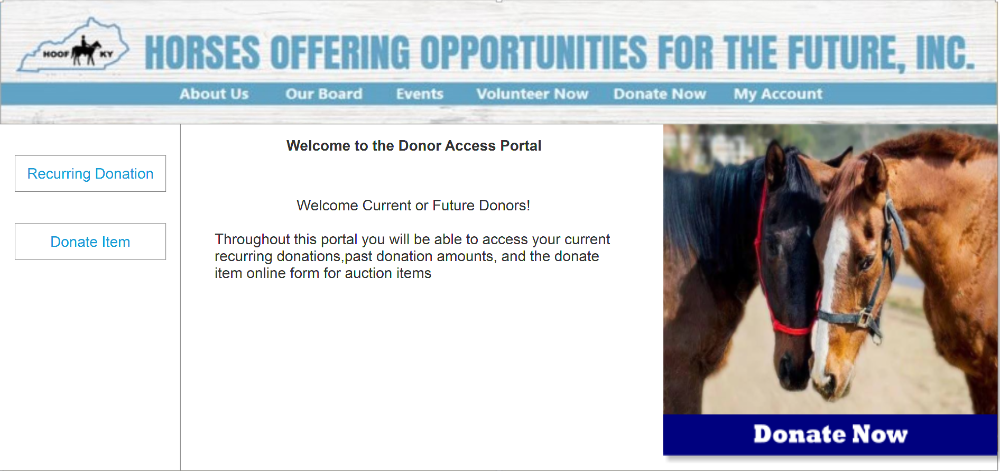 HOOF KY
HORSES OFFERING OPPORTUNITIES FOR THE FUTURE, INC.
About Us Our Board Events Volunteer Now Donate Now My Account
Recurring Donation
Donate Item
Welcome to the Donor Access Portal
Welcome Current or Future Donors!
Throughout this portal you will be able to access your current
recurring donations,past donation amounts, and the donate
item online form for auction items
Donate Now